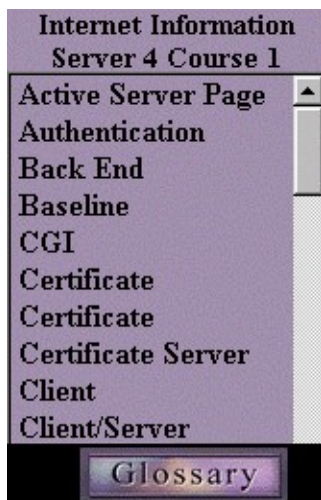 Internet Information
Server 4 Course 1
Active Server Page
Authentication
Back End
Baseline
CGI
Certificate
Certificate
Certificate Server
Client
Client/Server
Glossary